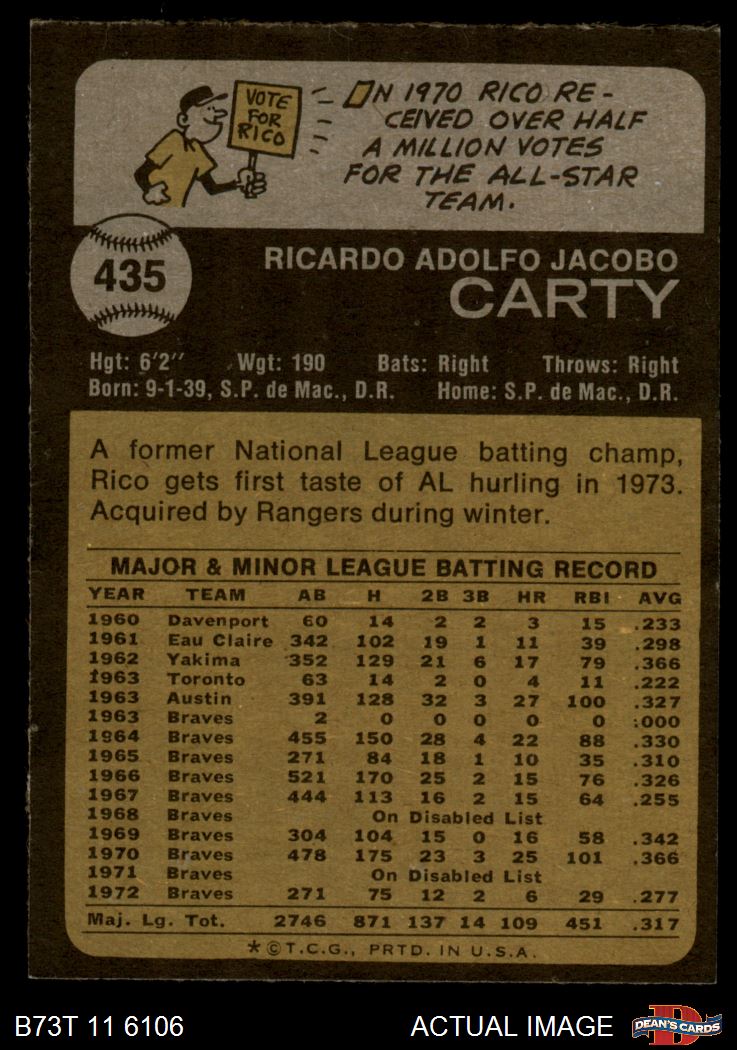 VOTE
FOR
RICO
ON 1970 RICO RE-
CEIVED OVER HALF
A MILLION VOTES
FOR THE ALL-STAR
TEAM.
435
RICARDO ADOLFO JACOBO
CARTY
Hgt: 6'2" Wgt: 190 Bats: Right Throws: Right
Born: 9-1-39, S.P. de Mac., D.R. Home: S.P. de Mac., D.R.
A former National League batting champ,
Rico gets first taste of AL hurling in 1973.
Acquired by Rangers during winter.
MAJOR & MINOR LEAGUE BATTING RECORD
YEAR TEAM AB H 2B 3B HR RBI AVG
1960 Davenport 60 14 2 2 3 15 .233
1961 Eau Claire 342 102 19 1 11 39 .298
1962 Yakima 352 129 21 6 17 79 .366
1963 Toronto 63 14 2 0 4 11 .222
1963 Austin 391 128 32 3 27 100 .327
1963 Braves 2 0 0 0 0 0 .000
1964 Braves 455 150 28 4 22 88 .330
1965 Braves 271 84 18 1 10 35 .310
1966 Braves 521 170 25 2 15 76 .326
1967 Braves 444 113 16 2 15 64 .255
1968 Braves On Disabled List
1969 Braves 304 104 15 0 16 58 .342
1970 Braves 478 175 23 3 25 101 .366
1971 Braves On Disabled List
1972 Braves 271 75 12 2 6 29 .277
Maj. Lg. Tot. 2746 871 137 14 109 451 .317
*©T.C.G., PRTD. IN U.S.A.
B73T 11 6106 ACTUAL IMAGE
DEAN'S CARDS